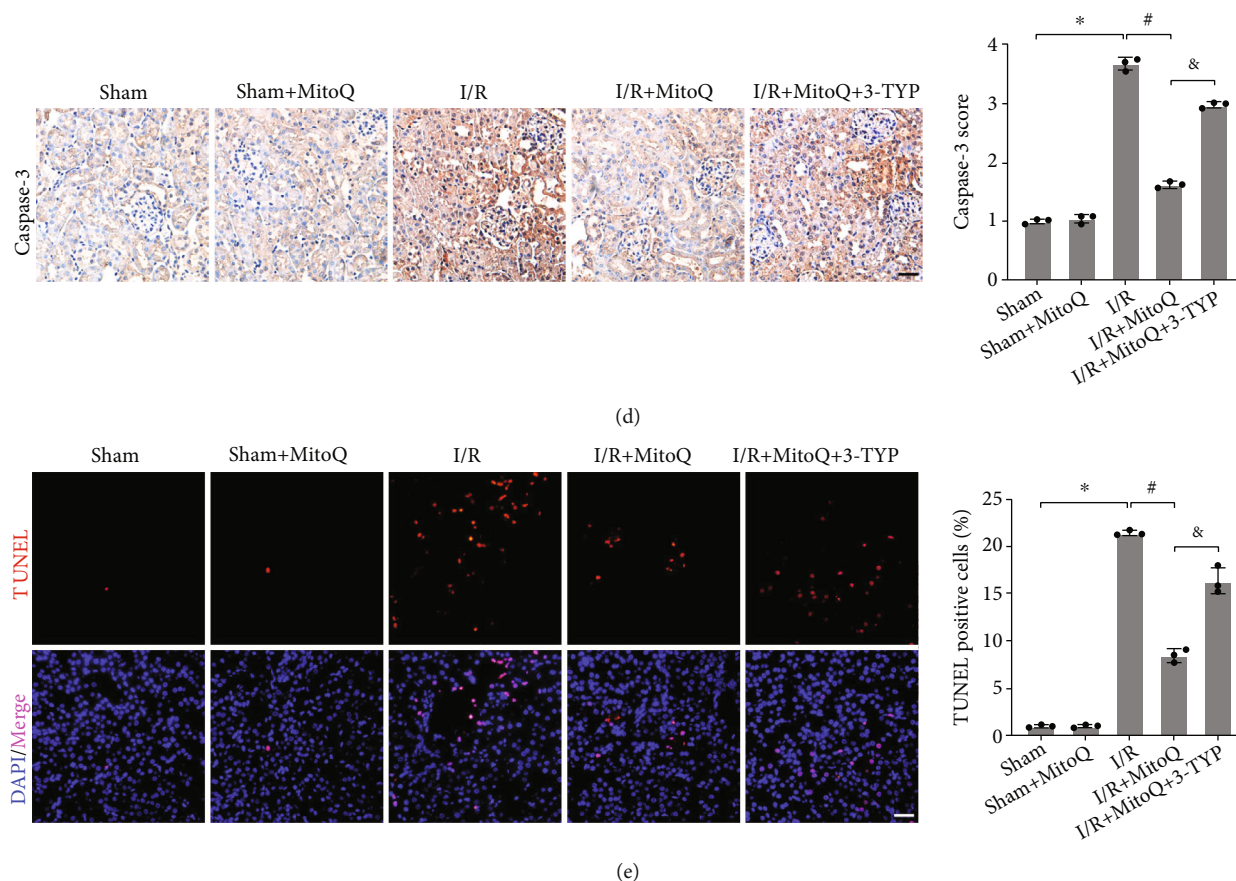 Sham
Sham+MitoQ
I/R
I/R+MitoQ
I/R+MitoQ+3-TYP
Caspase-3
Caspase-3 score
4
3
2
1
0
*
#
&
Sham
Sham+MitoQ
I/R
I/R+MitoQ
I/R+MitoQ+3-TYP
(d)
Sham
Sham+MitoQ
I/R
I/R+MitoQ
I/R+MitoQ+3-TYP
TUNEL
DAPI/Merge
TUNEL positive cells (%)
25
20
15
10
5
0
*
#
&
Sham
Sham+MitoQ
I/R
I/R+MitoQ
I/R+MitoQ+3-TYP
(e)